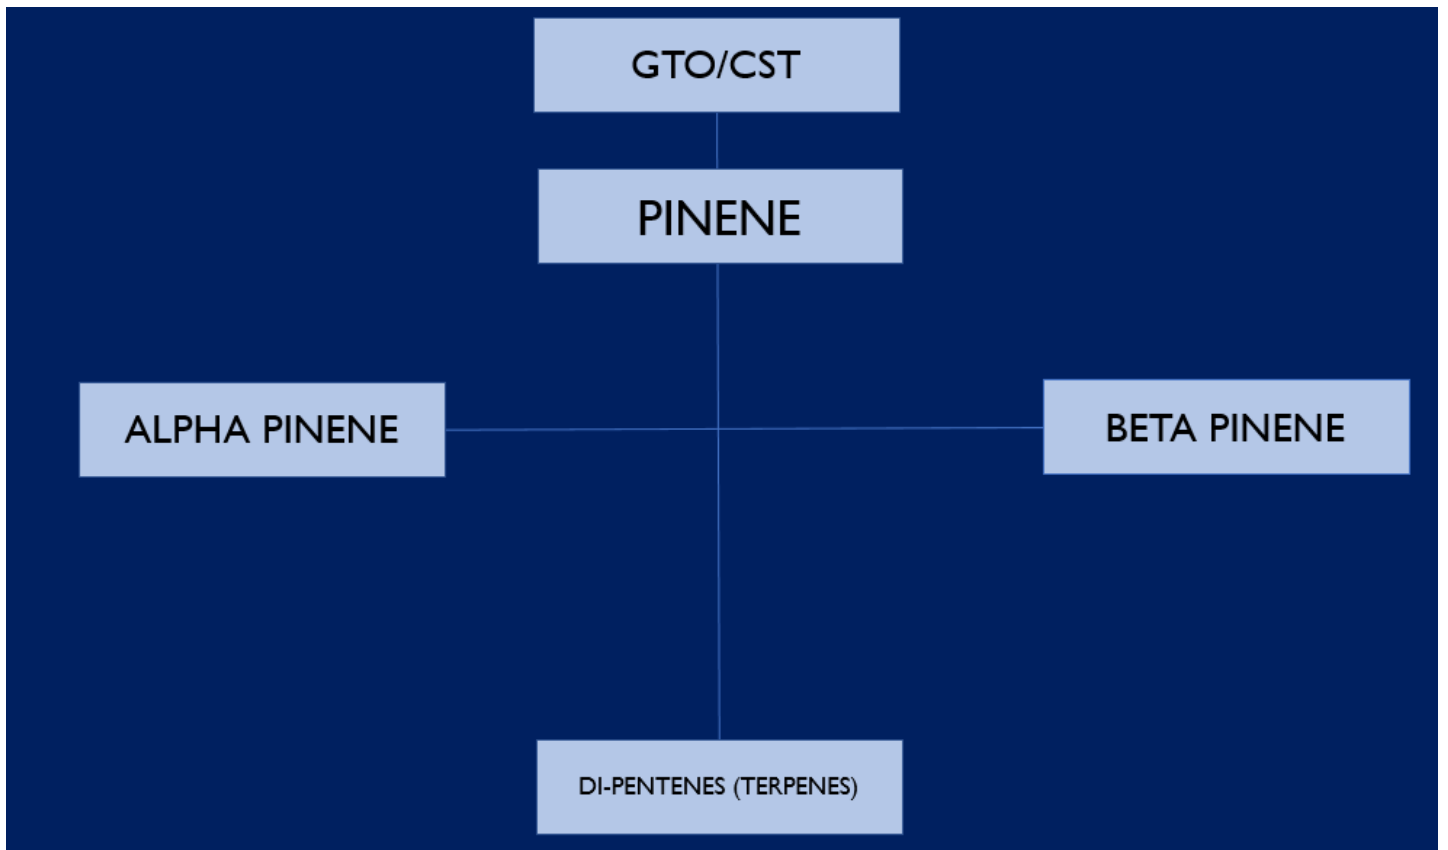 GTO/CST
PINENE
ALPHA PINENE
BETA PINENE
DI-PENTENES (TERPENES)